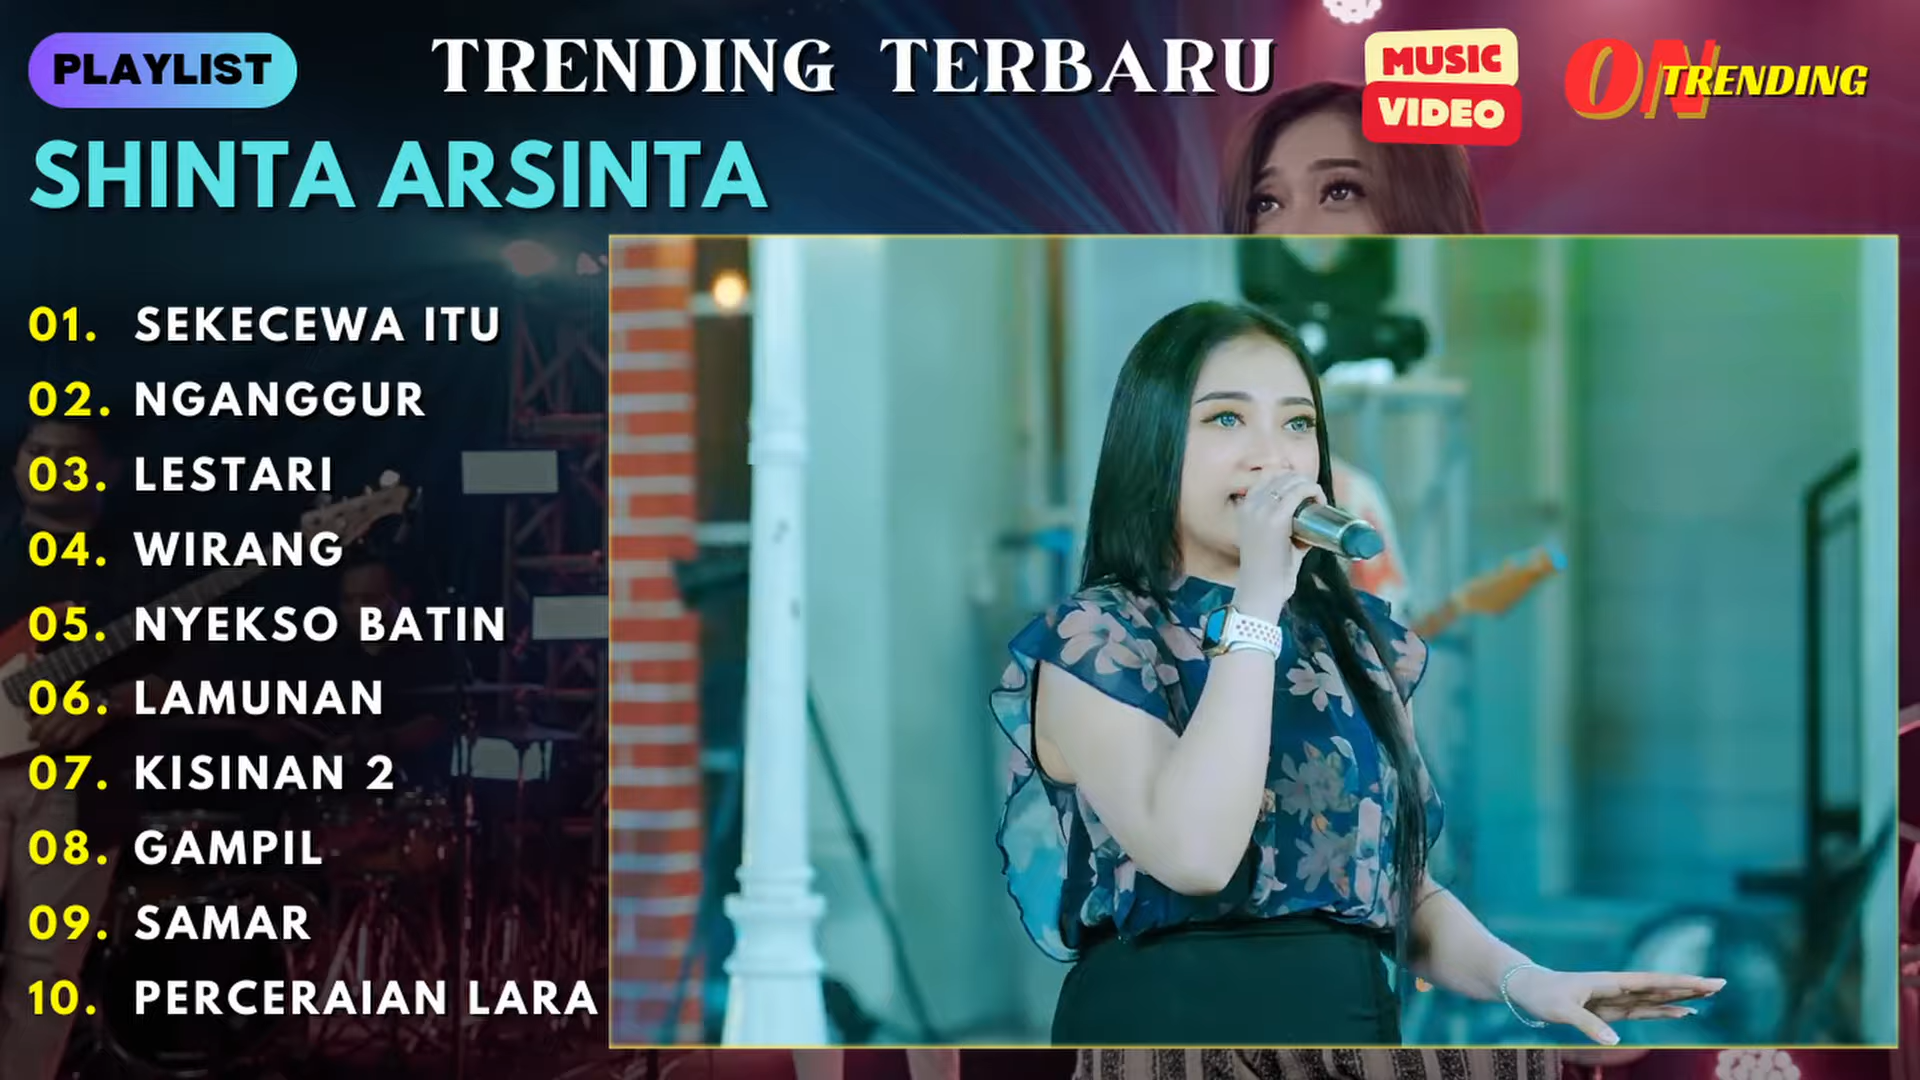 PLAYLIST
TRENDING TERBARU
MUSIC
VIDEO
ON
TRENDING
SHINTA ARSINTA
01. SEKECEWA ITU
02. NGANGGUR
03. LESTARI
04. WIRANG
05. NYEKSO BATIN
06. LAMUNAN
07. KISINAN 2
08. GAMPIL
09. SAMAR
10. PERCERAIAN LARA